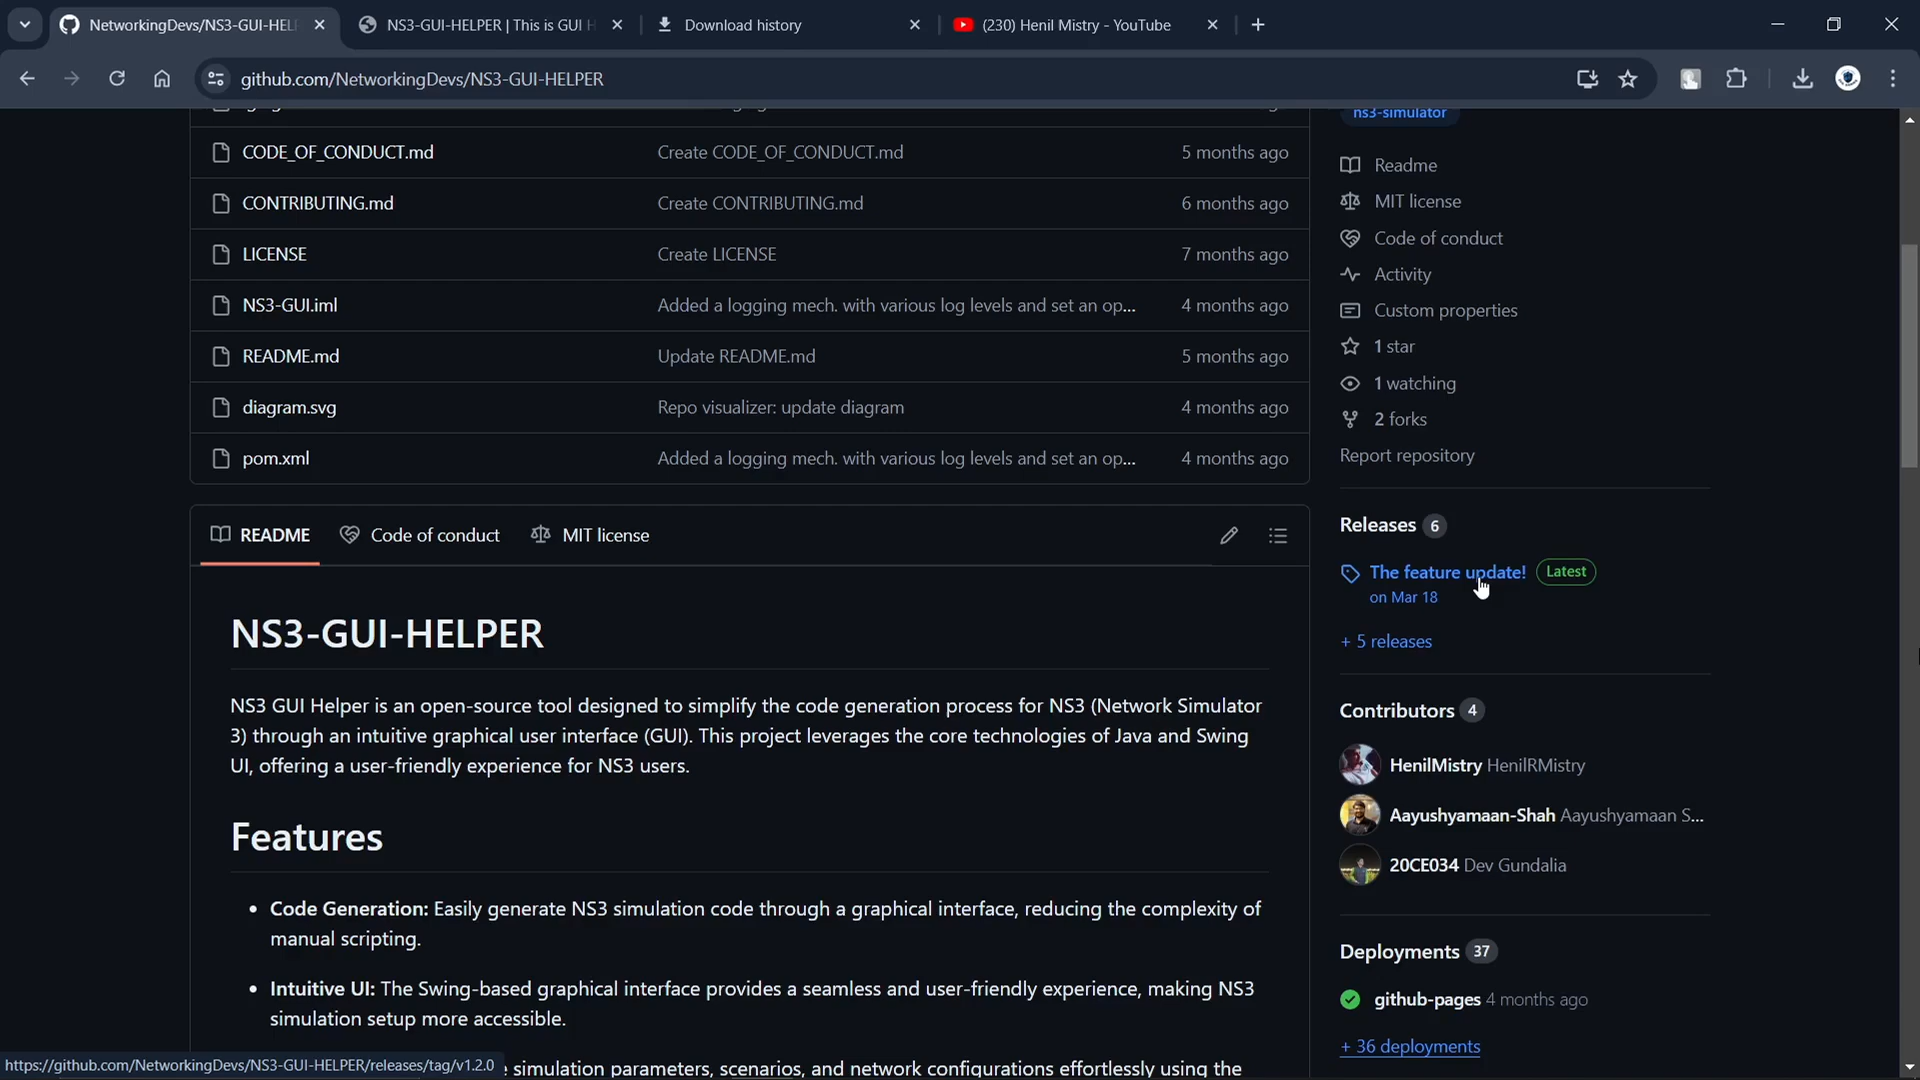 NetworkingDevs/NS3-GUI-HEL
NS3-GUI-HELPER | This is GUI H
Download history
(230) Henil Mistry - YouTube
github.com/NetworkingDevs/NS3-GUI-HELPER
ns3-simulator
CODE_OF_CONDUCT.md Create CODE_OF_CONDUCT.md 5 months ago
CONTRIBUTING.md Create CONTRIBUTING.md 6 months ago
LICENSE Create LICENSE 7 months ago
NS3-GUI.iml Added a logging mech. with various log levels and set an op... 4 months ago
README.md Update README.md 5 months ago
diagram.svg Repo visualizer: update diagram 4 months ago
pom.xml Added a logging mech. with various log levels and set an op... 4 months ago
README Code of conduct MIT license
NS3-GUI-HELPER
NS3 GUI Helper is an open-source tool designed to simplify the code generation process for NS3 (Network Simulator
3) through an intuitive graphical user interface (GUI). This project leverages the core technologies of Java and Swing
UI, offering a user-friendly experience for NS3 users.
Features
• Code Generation: Easily generate NS3 simulation code through a graphical interface, reducing the complexity of
manual scripting.
• Intuitive UI: The Swing-based graphical interface provides a seamless and user-friendly experience, making NS3
simulation setup more accessible.
simulation parameters, scenarios, and network configurations effortlessly using the
Readme
MIT license
Code of conduct
Activity
Custom properties
1 star
1 watching
2 forks
Report repository
Releases 6
The feature update! Latest
on Mar 18
+ 5 releases
Contributors 4
HenilMistry HenilRMistry
Aayushyamaan-Shah Aayushyamaan S...
20CE034 Dev Gundalia
Deployments 37
github-pages 4 months ago
+ 36 deployments
https://github.com/NetworkingDevs/NS3-GUI-HELPER/releases/tag/v1.2.0